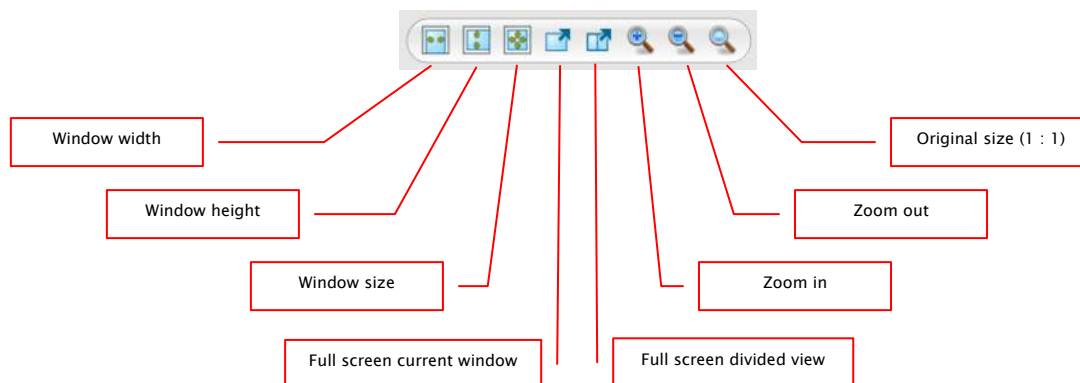 Window width
Original size (1 : 1)
Window height
Zoom out
Window size
Zoom in
Full screen current window
Full screen divided view